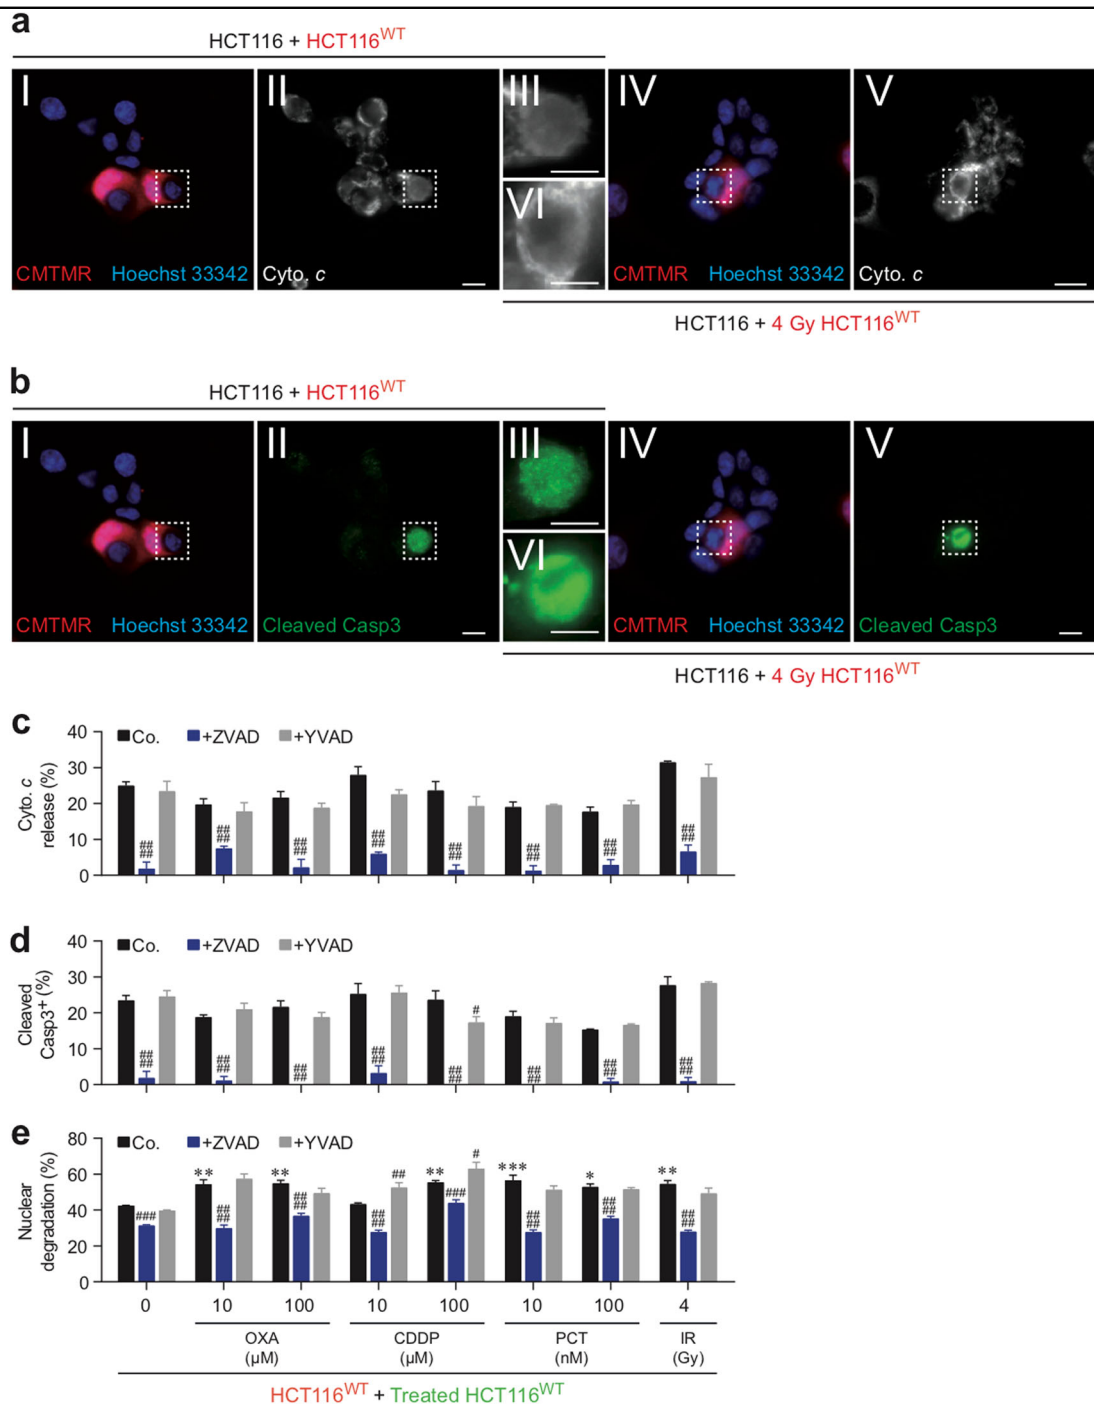 a
HCT116 + HCT116WT
I
II
III
IV
V
VI
CMTMR Hoechst 33342
Cyto. c
CMTMR Hoechst 33342
Cyto. c
HCT116 + 4 Gy HCT116WT
b
HCT116 + HCT116WT
I
II
III
IV
V
VI
CMTMR Hoechst 33342
Cleaved Casp3
CMTMR Hoechst 33342
Cleaved Casp3
HCT116 + 4 Gy HCT116WT
c
Cyto. c
release (%)
40
30
20
10
0
Co. +ZVAD +YVAD
## ## ## ## ## ## ## ##
## ## ## ## ## ## ## ##
d
Cleaved
Casp3+ (%)
40
30
20
10
0
Co. +ZVAD +YVAD
#
## ## ## ## ## ## ## ##
## ## ## ## ## ## ## ##
e
Nuclear
degradation (%)
80
60
40
20
0
Co. +ZVAD +YVAD
** ** ## ** # *** * **
### ## ## ## ### ## ## ##
## ## ## ## ## ##
0 10 100 10 100 10 100 4
OXA CDDP PCT IR
(µM) (µM) (nM) (Gy)
HCT116WT + Treated HCT116WT